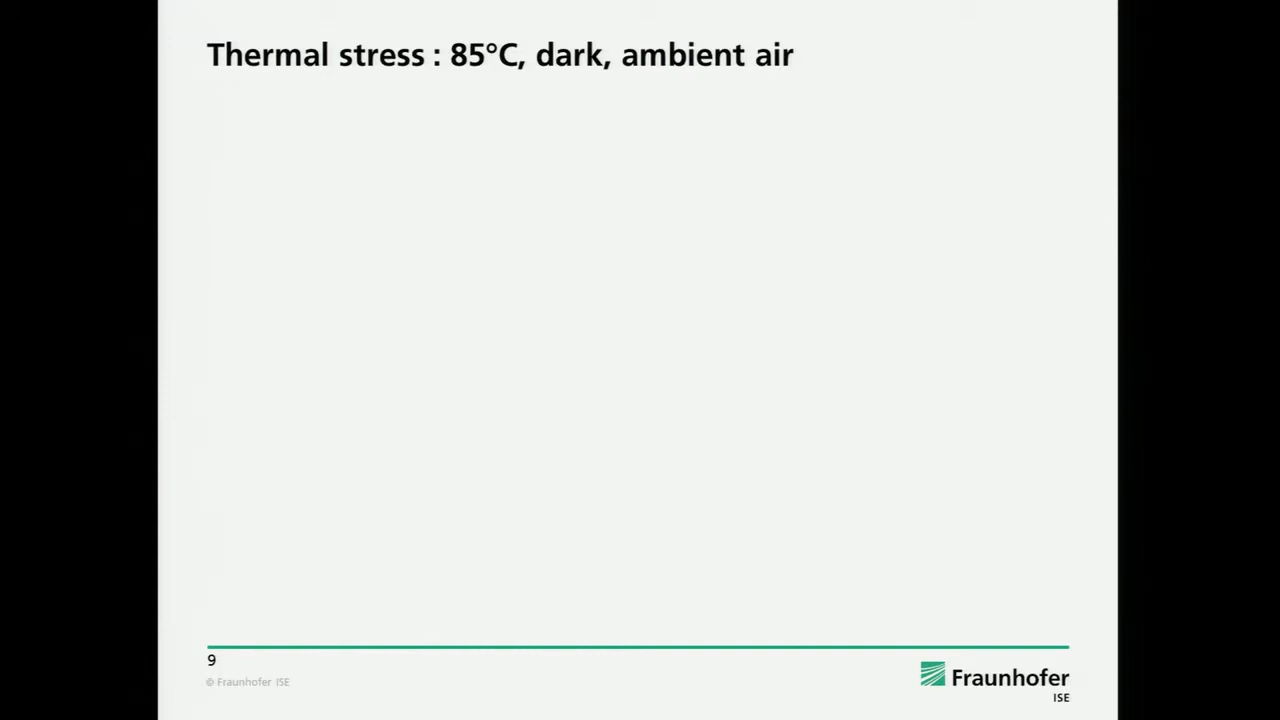 Thermal stress : 85°C, dark, ambient air
9
© Fraunhofer ISE
Fraunhofer
ISE